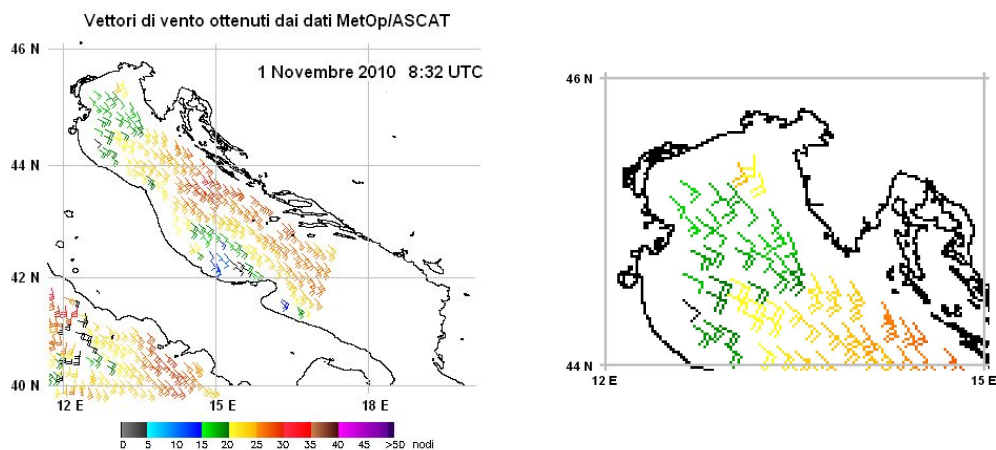 Vettori di vento ottenuti dai dati MetOp/ASCAT
46 N
1 Novembre 2010 8:32 UTC
44 N
42 N
40 N
12 E
15 E
18 E
0 5 10 15 20 25 30 35 40 45 >50 nodi
46 N
44 N
12 E
15 E